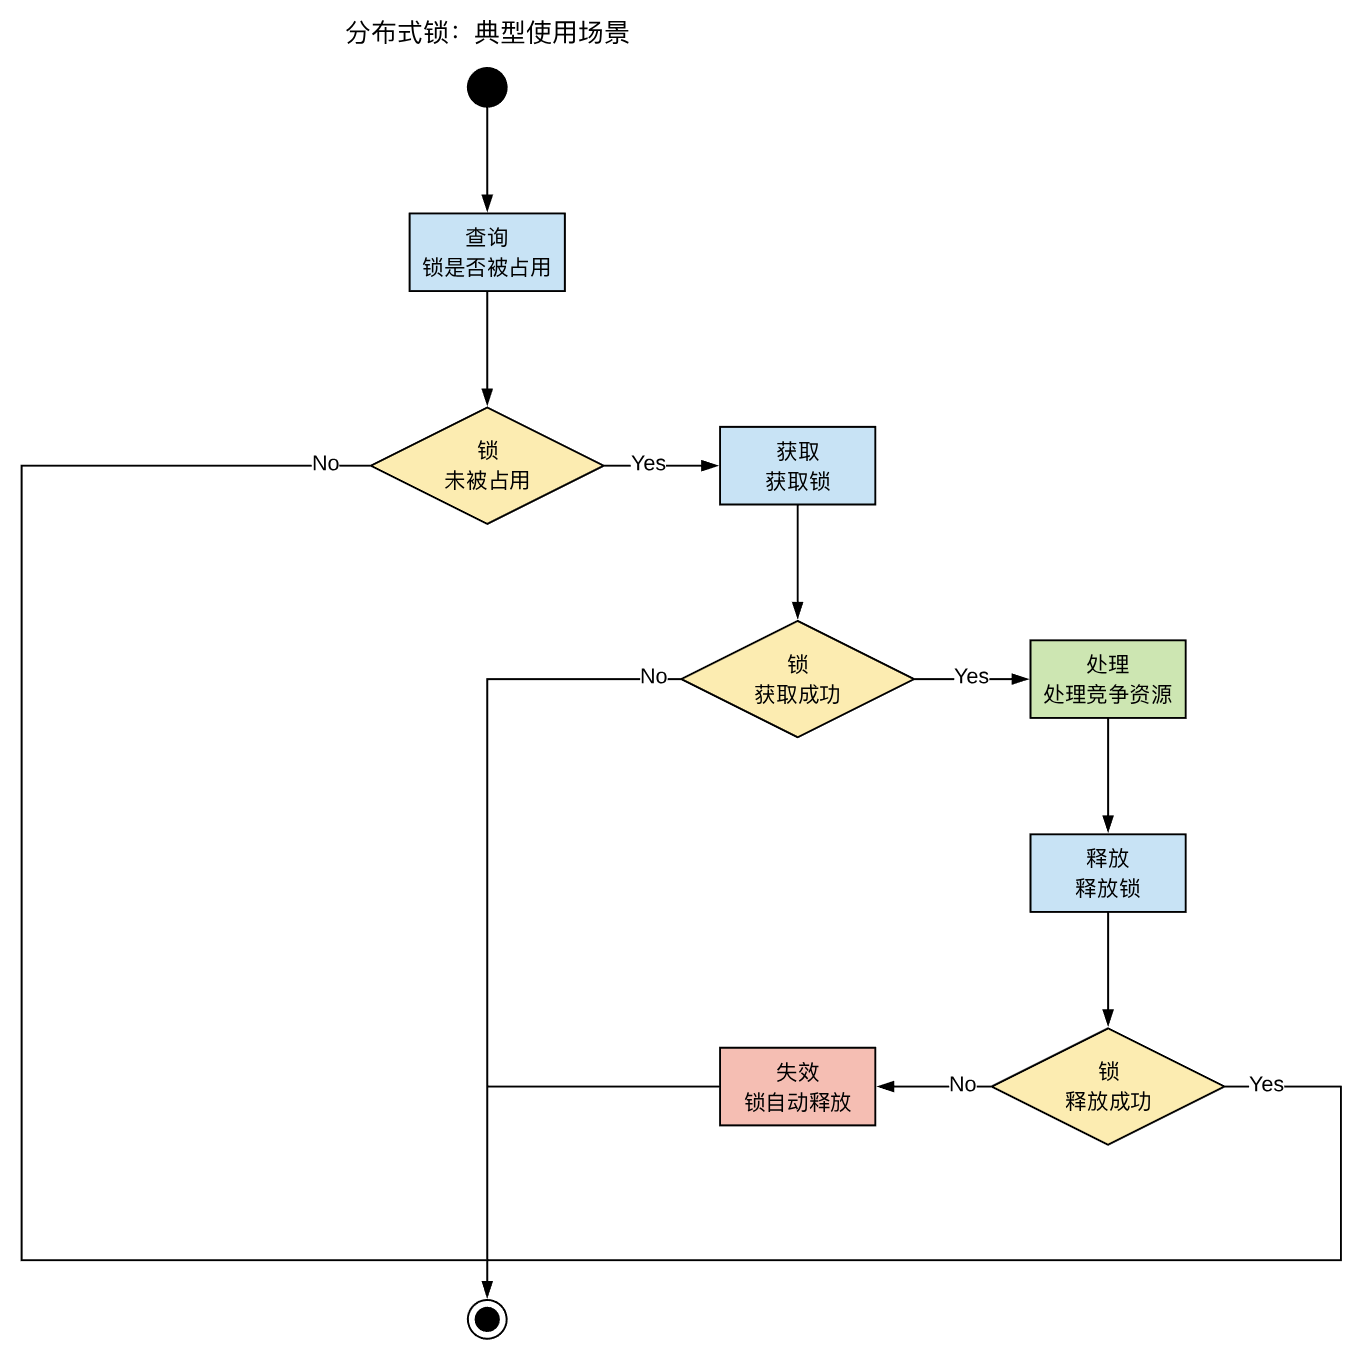 分布式锁：典型使用场景
查询
锁是否被占用
锁
未被占用
No
Yes
获取
获取锁
锁
获取成功
No
Yes
处理
处理竞争资源
释放
释放锁
锁
释放成功
No
Yes
失效
锁自动释放